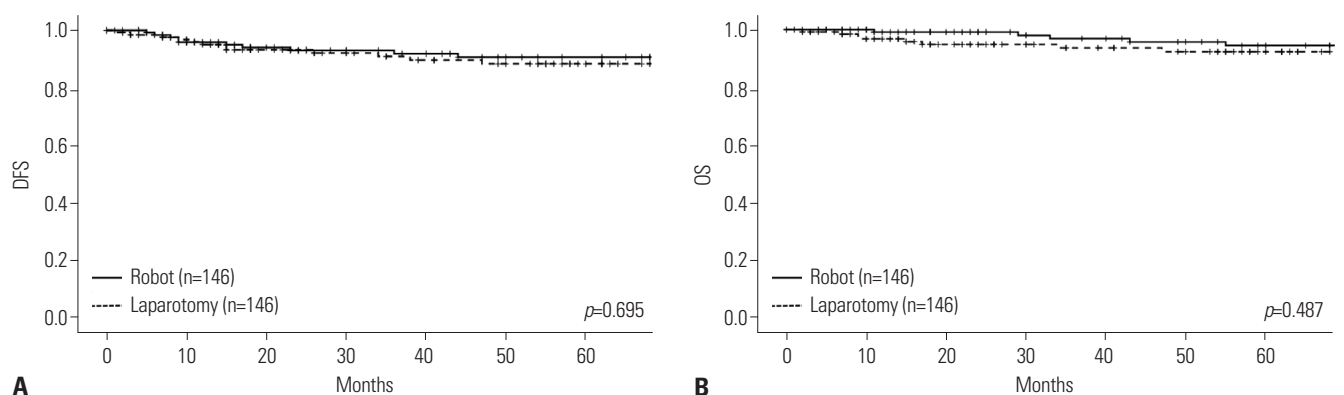 1.0
0.8
0.6
0.4
0.2
0.0
DFS
Robot (n=146)
Laparotomy (n=146)
p=0.695
0 10 20 30 40 50 60
Months
A
1.0
0.8
0.6
0.4
0.2
0.0
OS
Robot (n=146)
Laparotomy (n=146)
p=0.487
0 10 20 30 40 50 60
Months
B